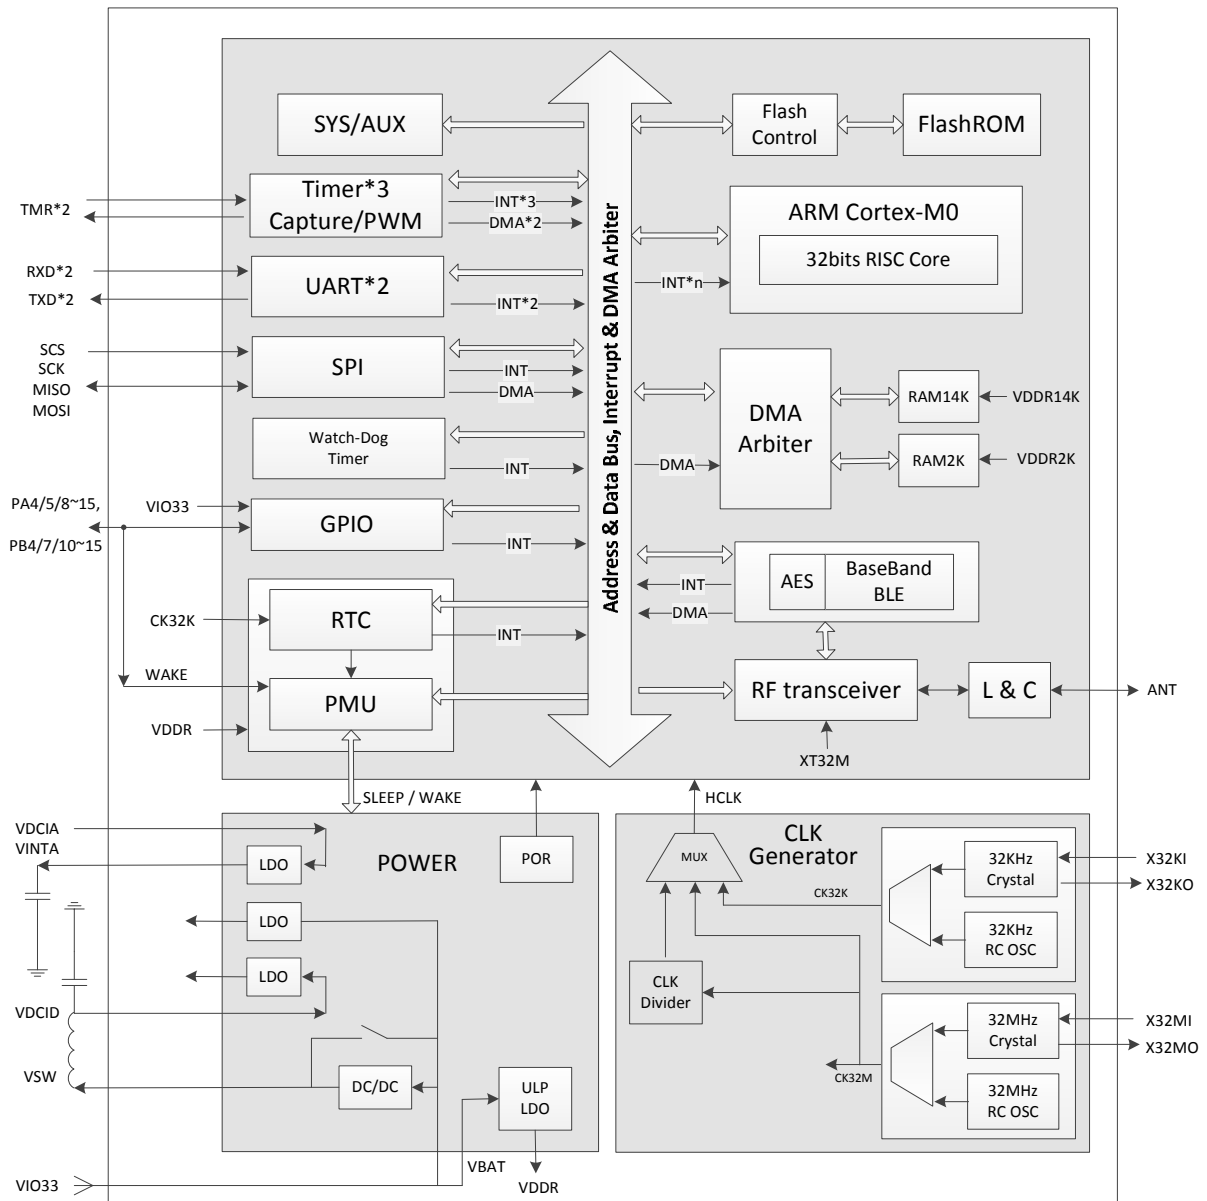 SYS/AUX
Flash
Control
FlashROM
Timer*3
Capture/PWM
TMR*2
INT*3
DMA*2
ARM Cortex-M0
32bits RISC Core
INT*n
RXD*2
TXD*2
UART*2
INT*2
Address & Data Bus, Interrupt & DMA Arbiter
SCS
SCK
MISO
MOSI
SPI
INT
DMA
DMA
Arbiter
DMA
RAM14K
VDDR14K
RAM2K
VDDR2K
Watch-Dog
Timer
INT
PA4/5/8~15,
PB4/7/10~15
VIO33
GPIO
INT
AES
BaseBand
BLE
INT
DMA
CK32K
RTC
INT
WAKE
PMU
VDDR
RF transceiver
L & C
ANT
XT32M
SLEEP / WAKE
HCLK
VDCIA
VINTA
LDO
POWER
POR
LDO
LDO
VDCID
VSW
DC/DC
ULP
LDO
VBAT
VDDR
VIO33
CLK
Generator
MUX
CK32K
32KHz
Crystal
X32KI
X32KO
32KHz
RC OSC
CLK
Divider
CK32M
32MHz
Crystal
X32MI
X32MO
32MHz
RC OSC